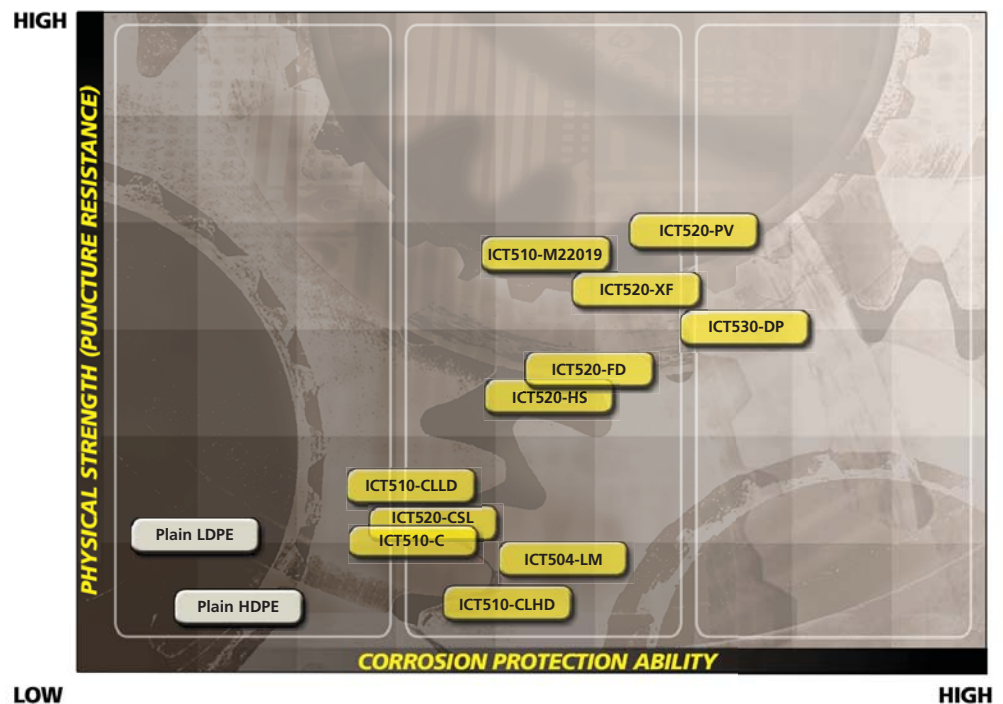 HIGH
PHYSICAL STRENGTH (PUNCTURE RESISTANCE)
ICT520-PV
ICT510-M22019
ICT520-XF
ICT530-DP
ICT520-FD
ICT520-HS
ICT510-CLLD
ICT520-CSL
Plain LDPE
ICT510-C
ICT504-LM
ICT510-CLHD
Plain HDPE
CORROSION PROTECTION ABILITY
LOW
HIGH